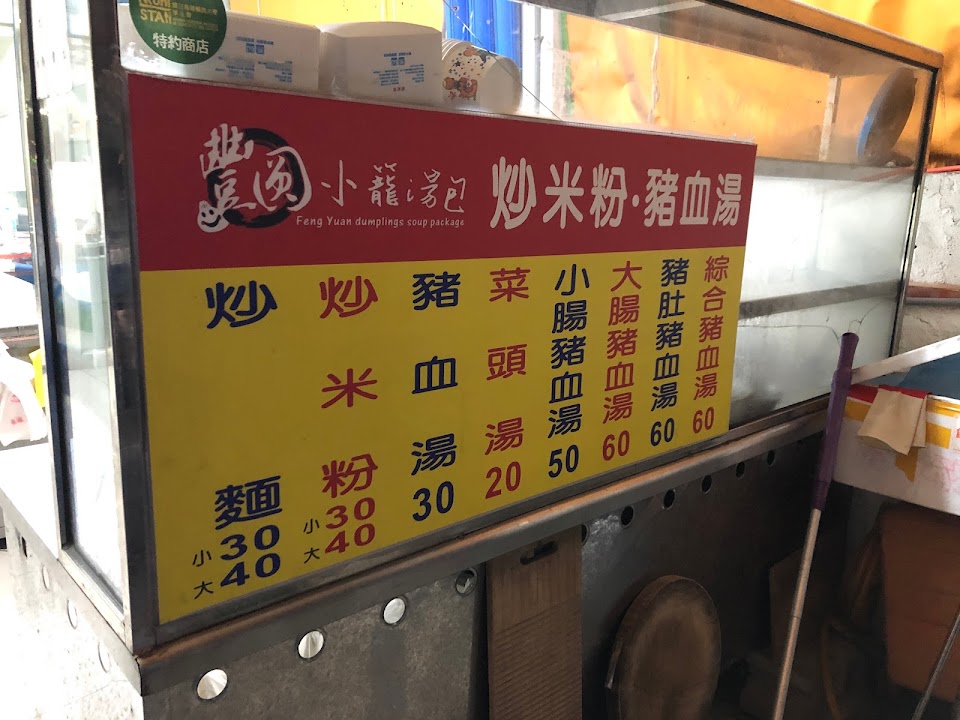 特約商店
豐圓小籠湯包
Feng Yuan dumplings soup package
炒米粉·豬血湯
炒麵
小30
大40
炒米粉
小30
大40
豬血湯
30
菜頭湯
20
小腸豬血湯
50
大腸豬血湯
60
豬肚豬血湯
60
綜合豬血湯
60